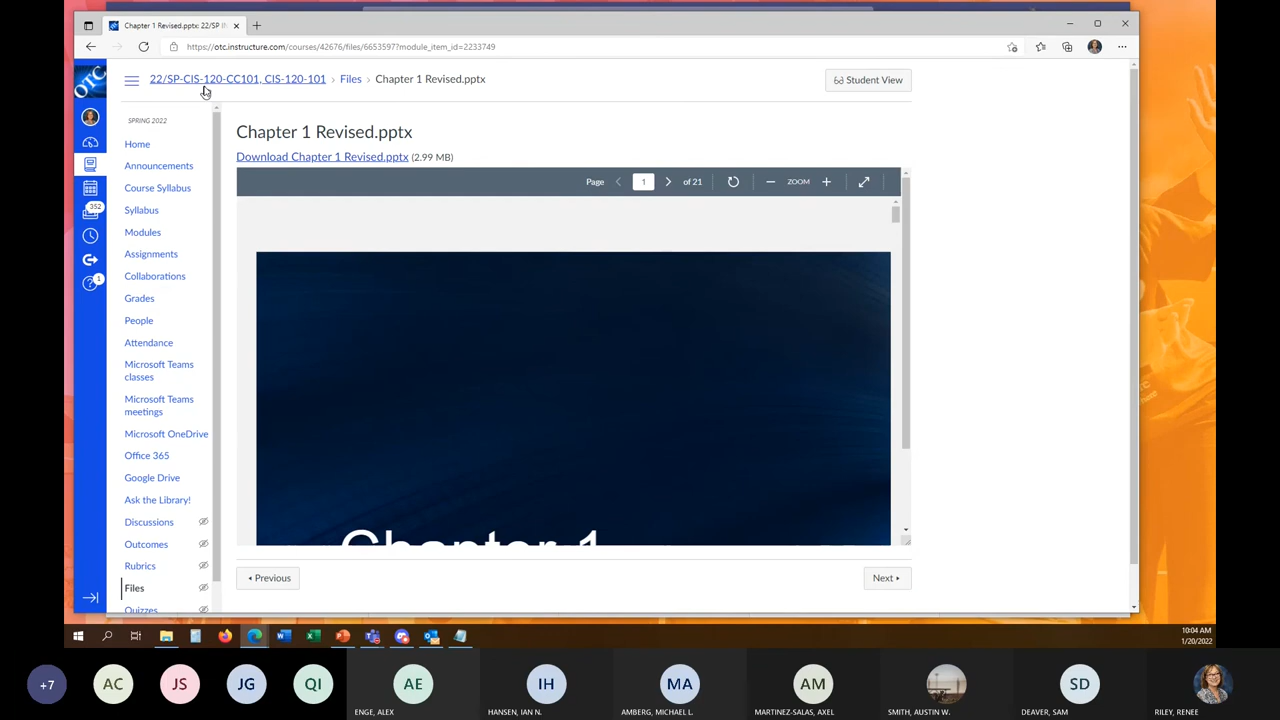 Chapter 1 Revised.pptx: 22/SP IN
https://otc.instructure.com/courses/42676/files/6653597?module_item_id=2233749
OTC
22/SP-CIS-120-CC101, CIS-120-101 › Files › Chapter 1 Revised.pptx
Student View
SPRING 2022
Home
Announcements
Course Syllabus
Syllabus
Modules
Assignments
Collaborations
Grades
People
Attendance
Microsoft Teams
classes
Microsoft Teams
meetings
Microsoft OneDrive
Office 365
Google Drive
Ask the Library!
Discussions
Outcomes
Rubrics
Files
Quizzes
352
1
Chapter 1 Revised.pptx
Download Chapter 1 Revised.pptx (2.99 MB)
Page 1 of 21 ZOOM
Chapter 1
Previous
Next
10:04 AM
1/20/2022
+7
AC
JS
JG
QI
AE
ENGE, ALEX
IH
HANSEN, IAN N.
MA
AMBERG, MICHAEL L.
AM
MARTINEZ-SALAS, AXEL
SMITH, AUSTIN W.
SD
DEAVER, SAM
RILEY, RENEE